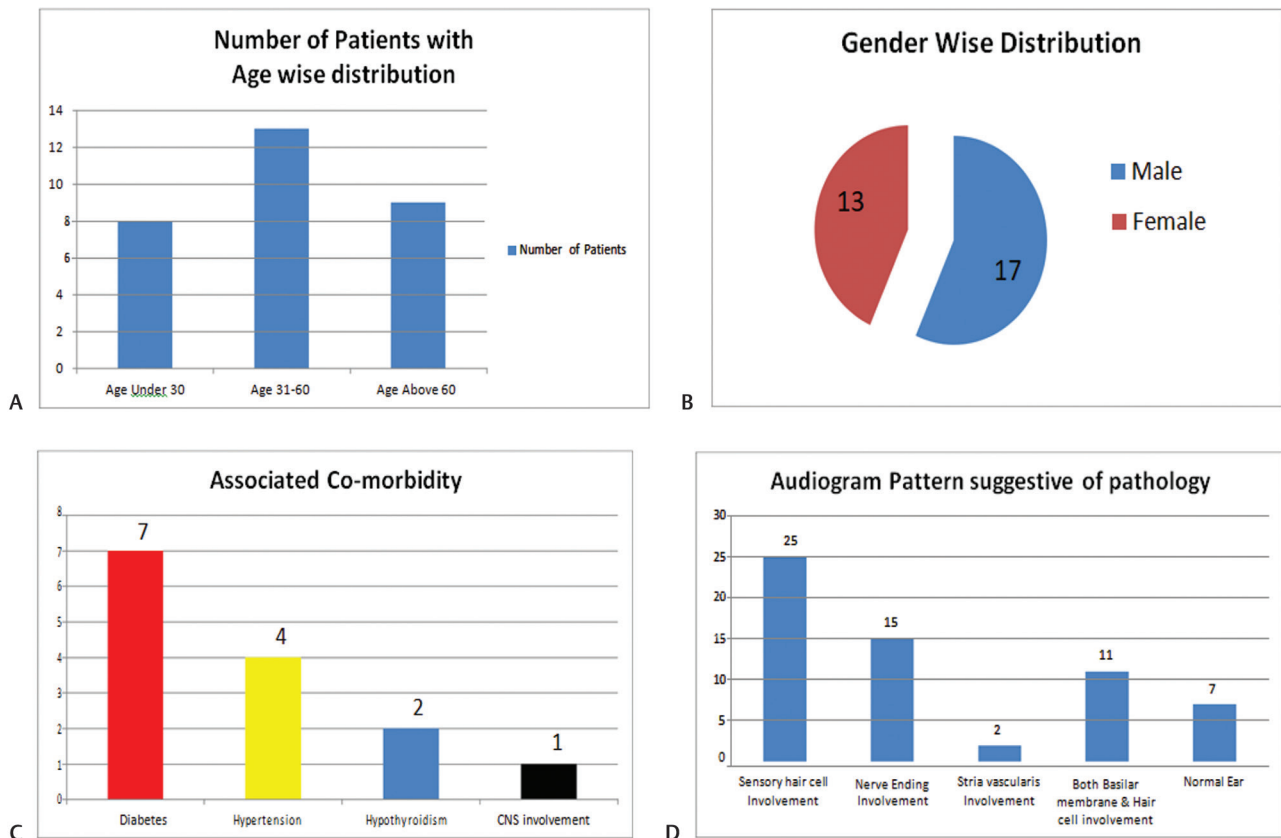 Number of Patients with
Age wise distribution
14
12
10
8
6
4
2
0
Age Under 30
Age 31-60
Age Above 60
Number of Patients
A
Gender Wise Distribution
13
17
Male
Female
B
Associated Co-morbidity
8
7
6
5
4
3
2
1
0
7
4
2
1
Diabetes
Hypertension
Hypothyroidism
CNS involvement
C
Audiogram Pattern suggestive of pathology
30
25
20
15
10
5
0
25
15
2
11
7
Sensory hair cell
Involvement
Nerve Ending
Involvement
Stria vascularis
Involvement
Both Basilar
membrane & Hair
cell involvement
Normal Ear
D